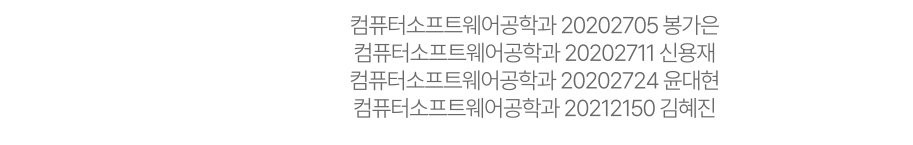 컴퓨터소프트웨어공학과 20202705 봉가은
컴퓨터소프트웨어공학과 20202711 신용재
컴퓨터소프트웨어공학과 20202724 윤대현
컴퓨터소프트웨어공학과 20212150 김혜진